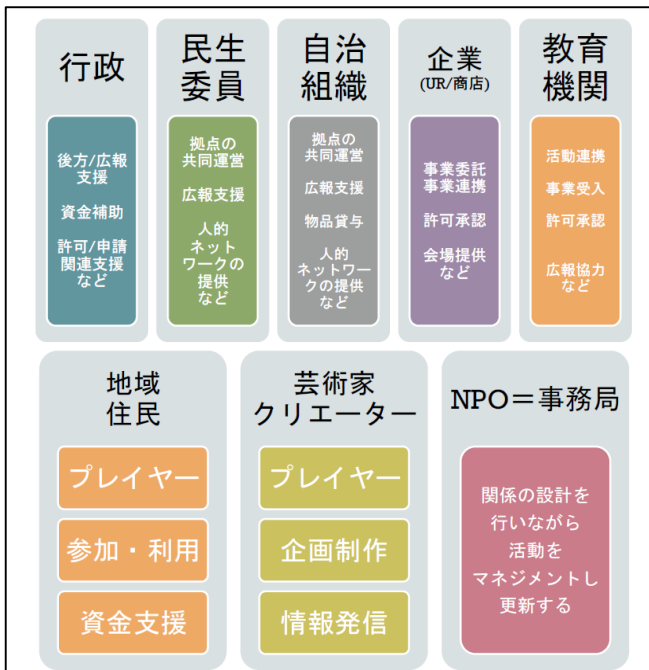 行政
後方/広報
支援
資金補助
許可/申請
関連支援
など
民生
委員
拠点の
共同運営
広報支援
人的
ネット
ワークの
提供
など
自治
組織
拠点の
共同運営
広報支援
物品貸与
人的
ネットワー
クの提供
など
企業
(UR/商店)
事業委託
事業連携
許可承認
会場提供
など
教育
機関
活動連携
事業受入
許可承認
広報協力
など
地域
住民
プレイヤー
参加・利用
資金支援
芸術家
クリエーター
プレイヤー
企画制作
情報発信
NPO＝事務局
関係の設計を
行いながら
活動を
マネジメントし
更新する